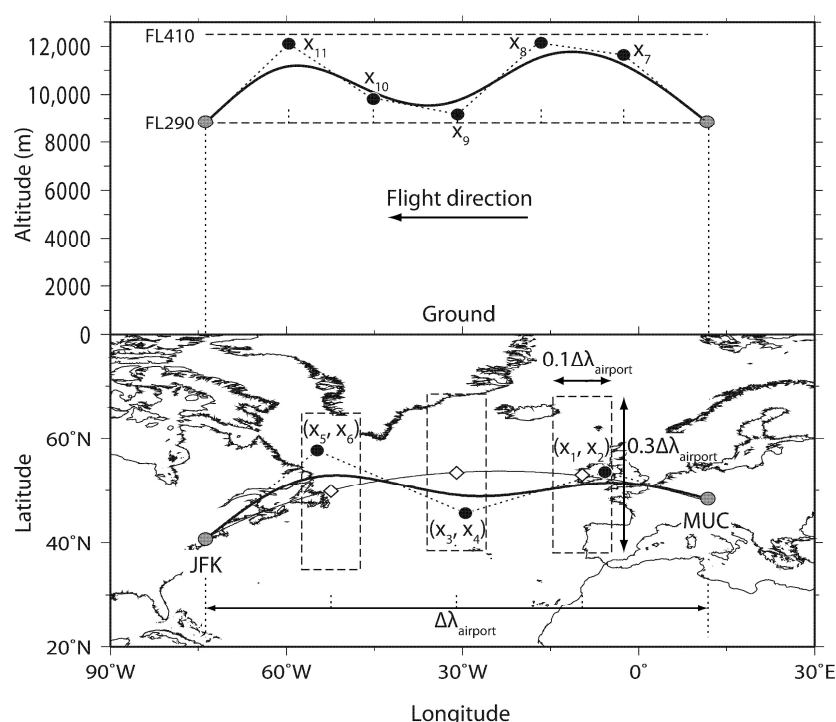 FL410
12,000
x₁₁
x₈
x₇
x₁₀
10,000
FL290
x₉
8000
Altitude (m)
6000
Flight direction
4000
2000
Ground
0
0.1Δλairport
60˚N
(x₅, x₆)
(x₁, x₂)
0.3Δλairport
Latitude
(x₃, x₄)
MUC
40˚N
JFK
Δλairport
20˚N
90˚W
60˚W
30˚W
0˚
30˚E
Longitude